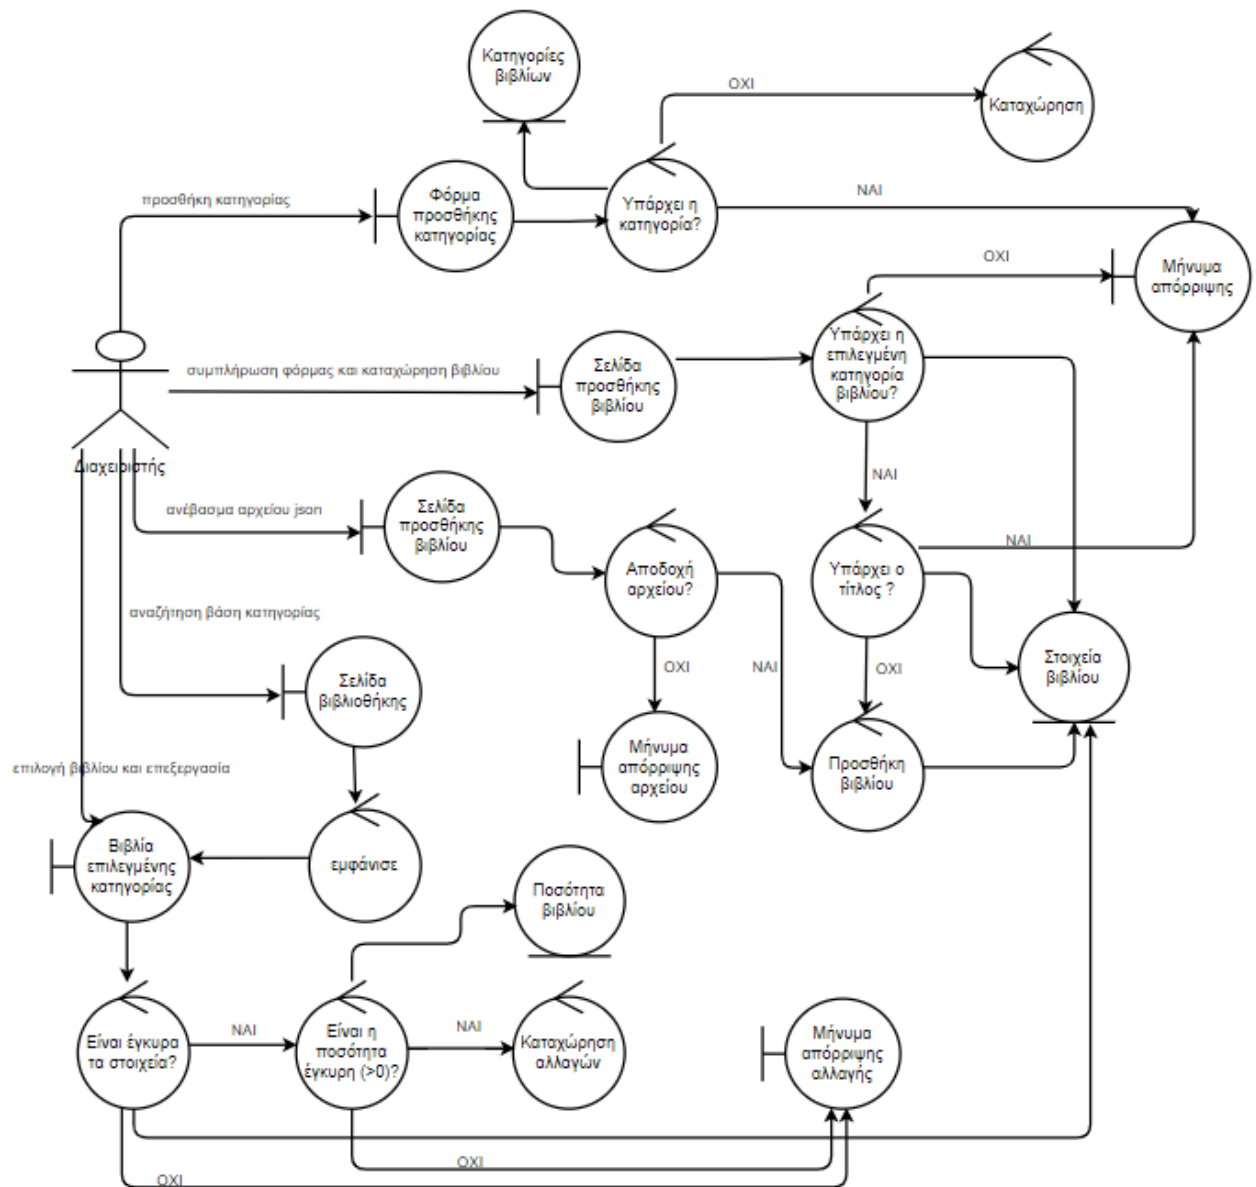 Κατηγορίες
βιβλίων
ΟΧΙ
Καταχώρηση
προσθήκη κατηγορίας
Φόρμα
προσθήκης
κατηγορίας
Υπάρχει η
κατηγορία?
ΝΑΙ
Μήνυμα
απόρριψης
ΟΧΙ
συμπλήρωση φόρμας και καταχώρηση βιβλίου
Σελίδα
προσθήκης
βιβλίου
Υπάρχει η
επιλεγμένη
κατηγορία
βιβλίου?
Διαχειριστής
ΝΑΙ
ανέβασμα αρχείου json
Σελίδα
προσθήκης
βιβλίου
Αποδοχή
αρχείου?
Υπάρχει ο
τίτλος ?
ΝΑΙ
αναζήτηση βάση κατηγορίας
Σελίδα
βιβλιοθήκης
ΟΧΙ
ΝΑΙ
ΟΧΙ
Στοιχεία
βιβλίου
Μήνυμα
απόρριψης
αρχείου
Προσθήκη
βιβλίου
επιλογή βιβλίου και επεξεργασία
Βιβλία
επιλεγμένης
κατηγορίας
εμφάνισε
Ποσότητα
βιβλίου
Είναι έγκυρα
τα στοιχεία?
ΝΑΙ
Είναι η
ποσότητα
έγκυρη (>0)?
ΝΑΙ
Καταχώρηση
αλλαγών
Μήνυμα
απόρριψης
αλλαγής
ΟΧΙ
ΟΧΙ